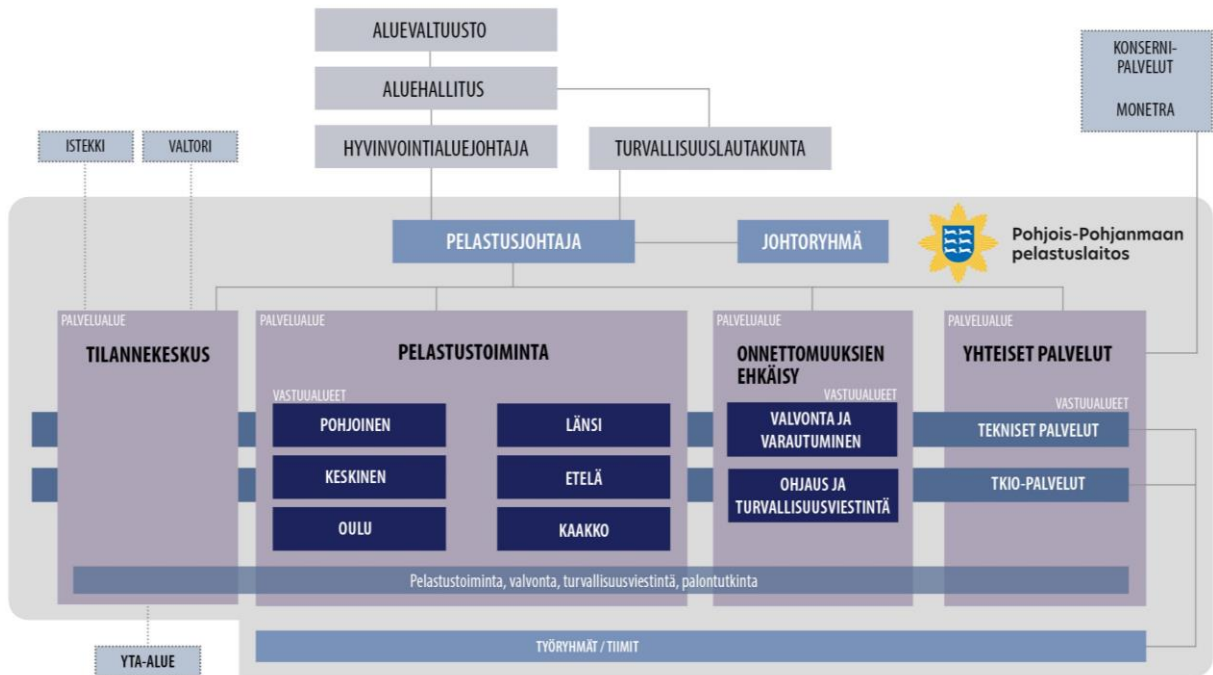 ALUEVALTUUSTO
ALUEHALLITUS
HYVINVOINTIALUEJOHTAJA
TURVALLISUUSLAUTAKUNTA
KONSERNI-
PALVELUT
MONETRA
ISTEKKI
VALTORI
PELASTUSJOHTAJA
JOHTORYHMÄ
Pohjois-Pohjanmaan
pelastuslaitos
PALVELUALUE
TILANNEKESKUS
PALVELUALUE
PELASTUSTOIMINTA
VASTUUALUEET
POHJOINEN
KESKINEN
OULU
LÄNSI
ETELÄ
KAAKKO
PALVELUALUE
ONNETTOMUUKSIEN
EHKÄISY
VASTUUALUEET
VALVONTA JA
VARAUTUMINEN
OHJAUS JA
TURVALLISUUSVIESTINTÄ
PALVELUALUE
YHTEISET PALVELUT
VASTUUALUEET
TEKNISET PALVELUT
TKIO-PALVELUT
Pelastustoiminta, valvonta, turvallisuusviestintä, palontutkinta
TYÖRYHMÄT / TIIMIT
YTA-ALUE